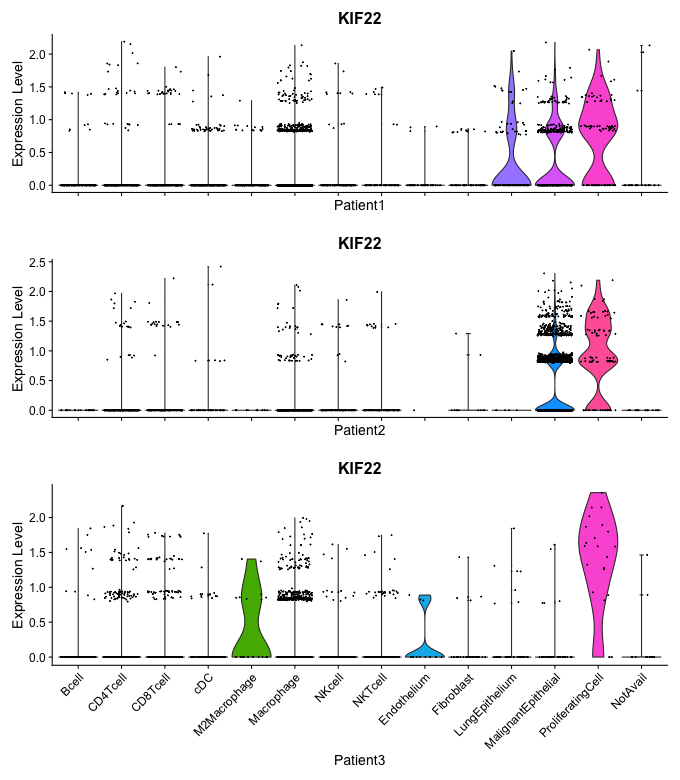 KIF22
Expression Level
2.0
1.5
1.0
0.5
0.0
Patient1
KIF22
Expression Level
2.5
2.0
1.5
1.0
0.5
0.0
Patient2
KIF22
Expression Level
2.0
1.5
1.0
0.5
0.0
Bcell
CD4Tcell
CD8Tcell
cDC
M2Macrophage
Macrophage
NKcell
NKTcell
Endothelium
Fibroblast
LungEpithelium
MalignantEpithelial
ProliferatingCell
NotAvail
Patient3